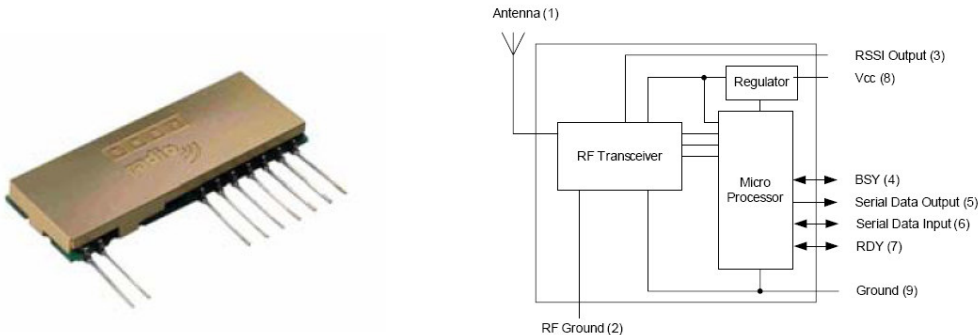 Antenna (1)
RSSI Output (3)
Regulator
Vcc (8)
RF Transceiver
Micro
Processor
BSY (4)
Serial Data Output (5)
Serial Data Input (6)
RDY (7)
Ground (9)
RF Ground (2)